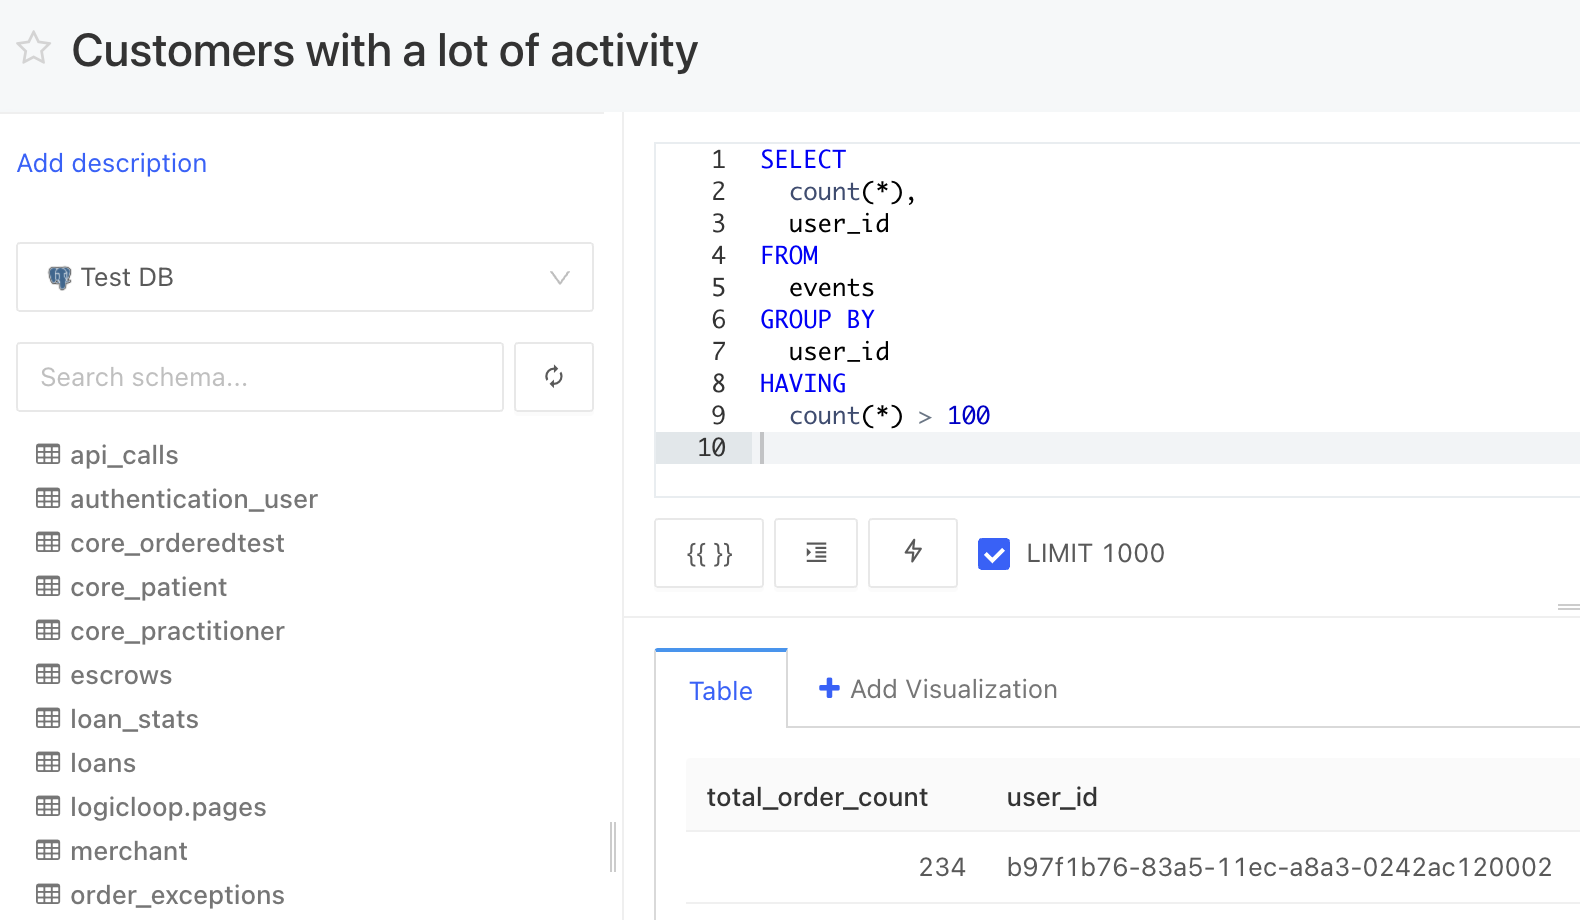 Customers with a lot of activity
Add description
Test DB
Search schema...
api_calls
authentication_user
core_orderedtest
core_patient
core_practitioner
escrows
loan_stats
loans
logicloop.pages
merchant
order_exceptions
1 SELECT
2 count(*),
3 user_id
4 FROM
5 events
6 GROUP BY
7 user_id
8 HAVING
9 count(*) > 100
10
{{ }} LIMIT 1000
Table Add Visualization
total_order_count user_id
234 b97f1b76-83a5-11ec-a8a3-0242ac120002